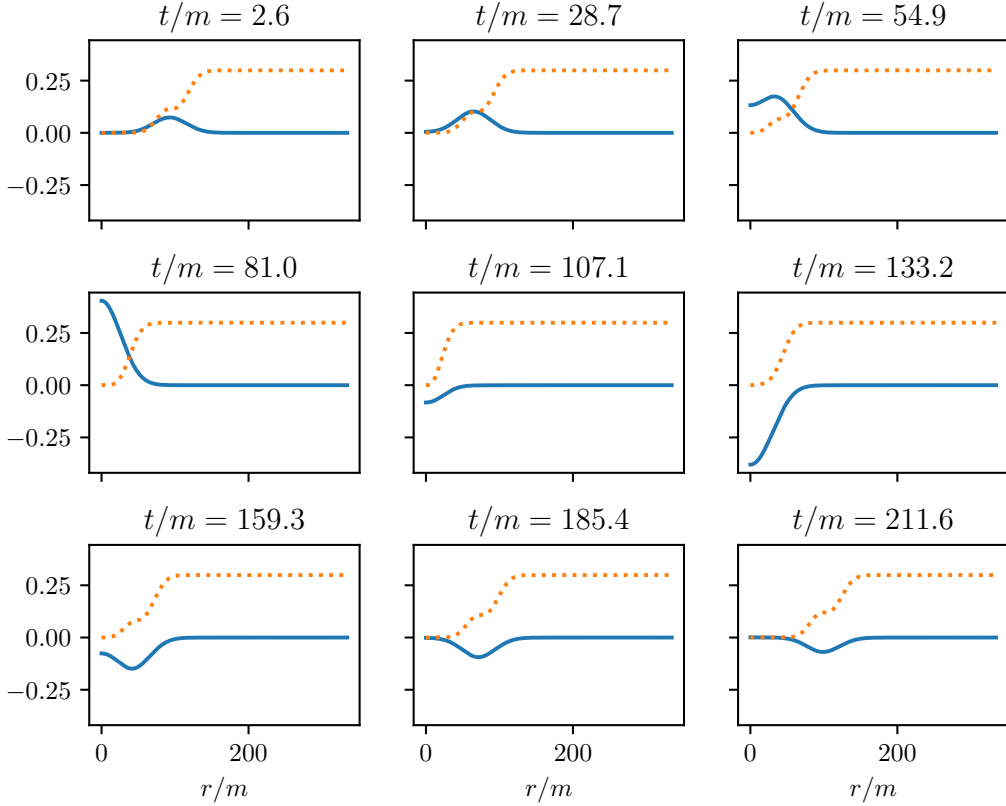 t/m = 2.6
t/m = 28.7
t/m = 54.9
0.25
0.00
−0.25
t/m = 81.0
t/m = 107.1
t/m = 133.2
0.25
0.00
−0.25
t/m = 159.3
t/m = 185.4
t/m = 211.6
0.25
0.00
−0.25
0 200
0 200
0 200
r/m
r/m
r/m